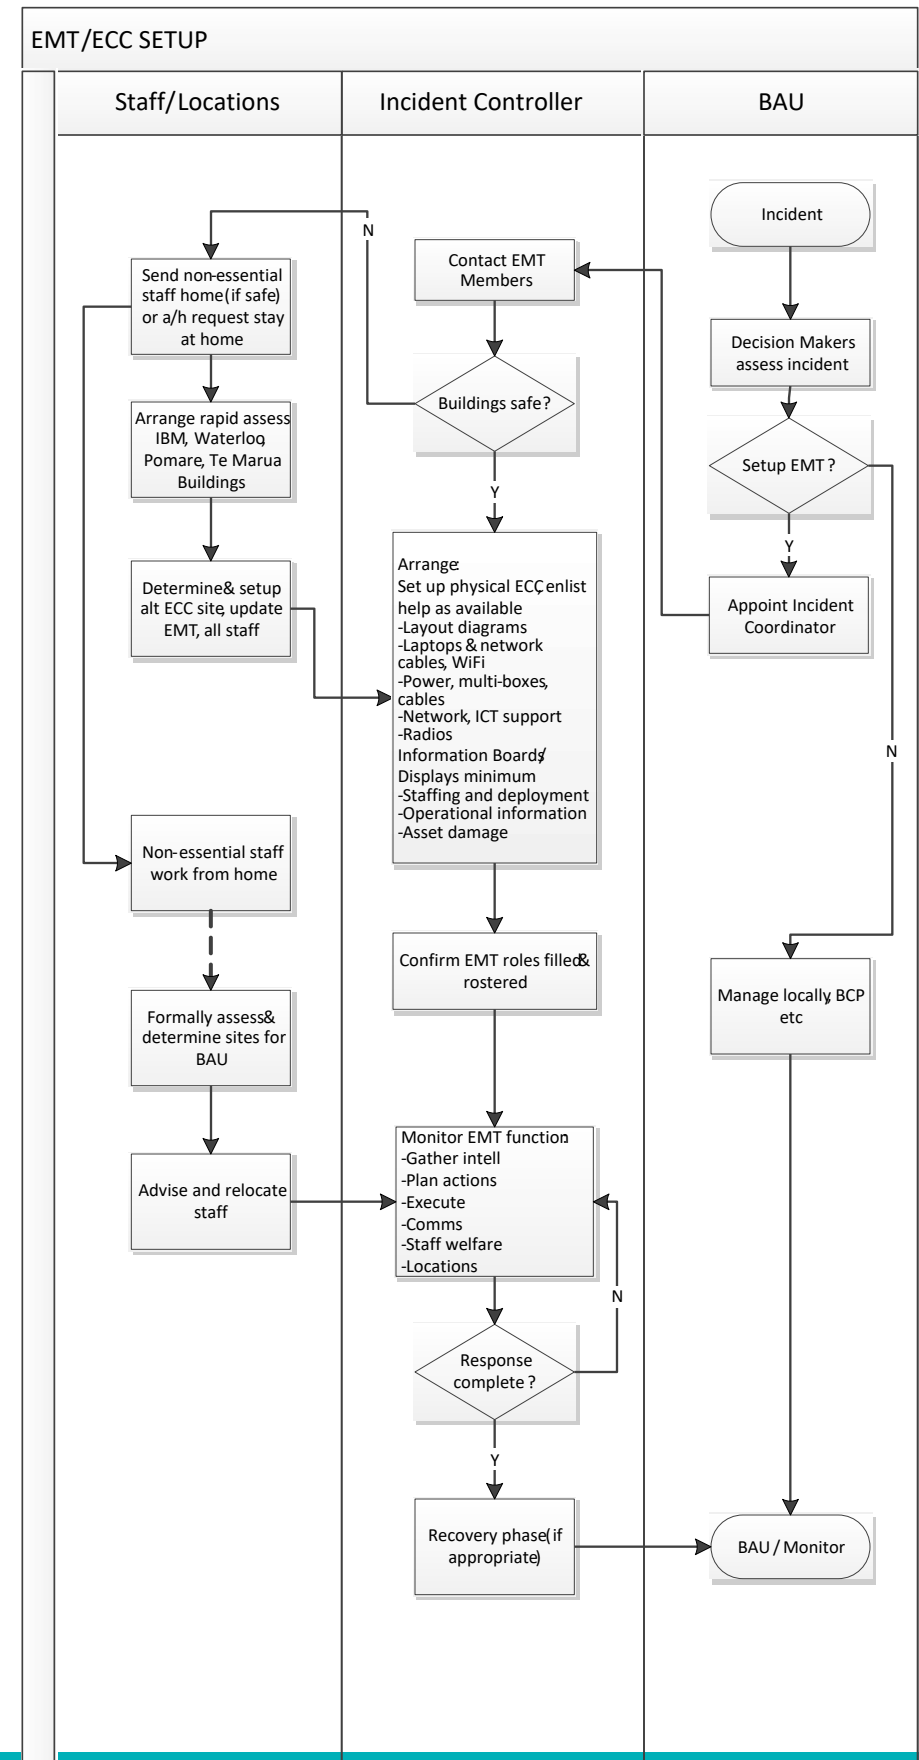 EMT/ECC SETUP
Staff/Locations
Incident Controller
BAU
Incident
Decision Makers
assess incident
Setup EMT?
Y
N
Appoint Incident
Coordinator
Manage locally, BCP
etc
BAU / Monitor
Contact EMT
Members
Buildings safe?
N
Y
Arrange:
Set up physical ECC, enlist
help as available
-Layout diagrams
-Laptops & network
cables, WiFi
-Power, multi-boxes,
cables
-Network, ICT support
-Radios
Information Boards/
Displays minimum
-Staffing and deployment
-Operational information
-Asset damage
Confirm EMT roles filled &
rostered
Monitor EMT function:
-Gather intell
-Plan actions
-Execute
-Comms
-Staff welfare
-Locations
N
Response
complete ?
Y
Recovery phase (if
appropriate)
Send non-essential
staff home (if safe)
or a/h request stay
at home
Arrange rapid assess
IBM, Waterloo,
Pomare, Te Marua
Buildings
Determine & setup
alt ECC site, update
EMT, all staff
Non-essential staff
work from home
Formally assess &
determine sites for
BAU
Advise and relocate
staff